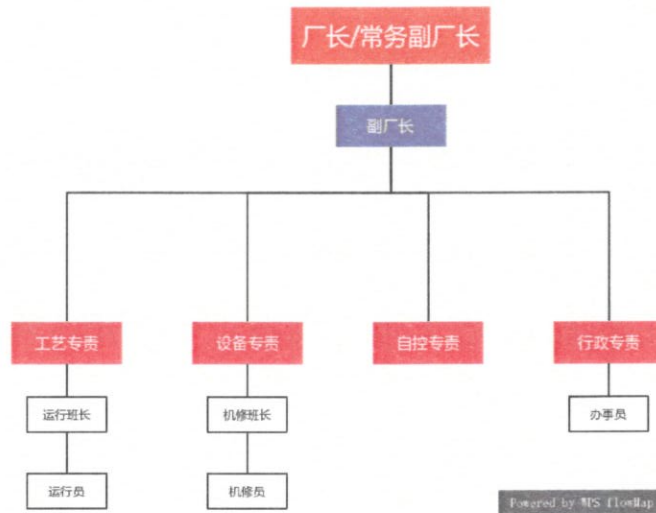 厂长/常务副厂长
副厂长
工艺专责
设备专责
自控专责
行政专责
运行班长
机修班长
办事员
运行员
机修员
Powered by WPS flowMap